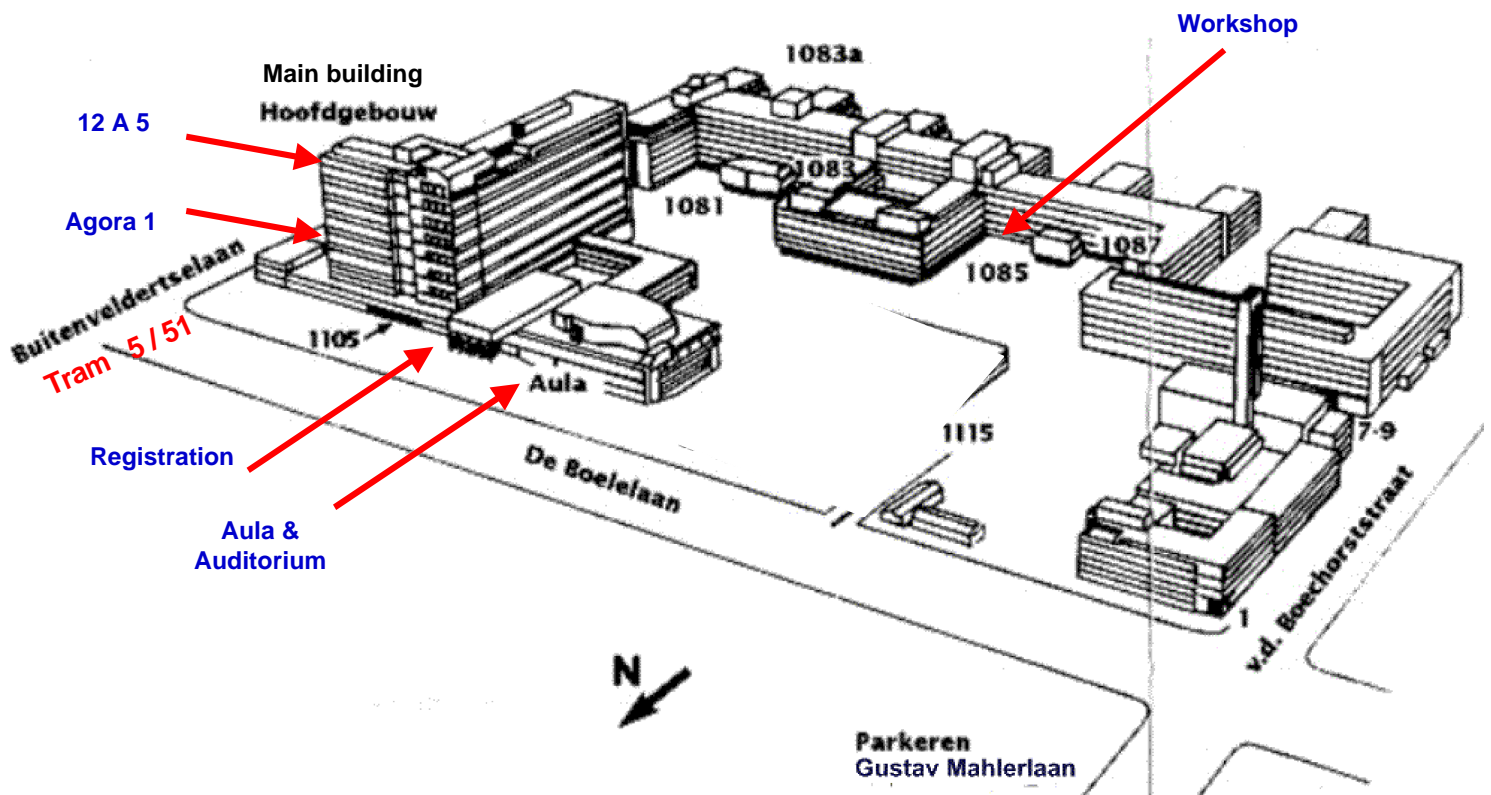 Workshop
1083a
Main building
Hoofdgebouw
12 A 5
1083
1081
Agora 1
1087
1085
Buitenveldertselaan
Tram 5 / 51
1105
Aula
Registration
1115
7-9
De Boelelaan
Aula &
Auditorium
v.d. Boechorststraat
1
N
Parkeren
Gustav Mahlerlaan